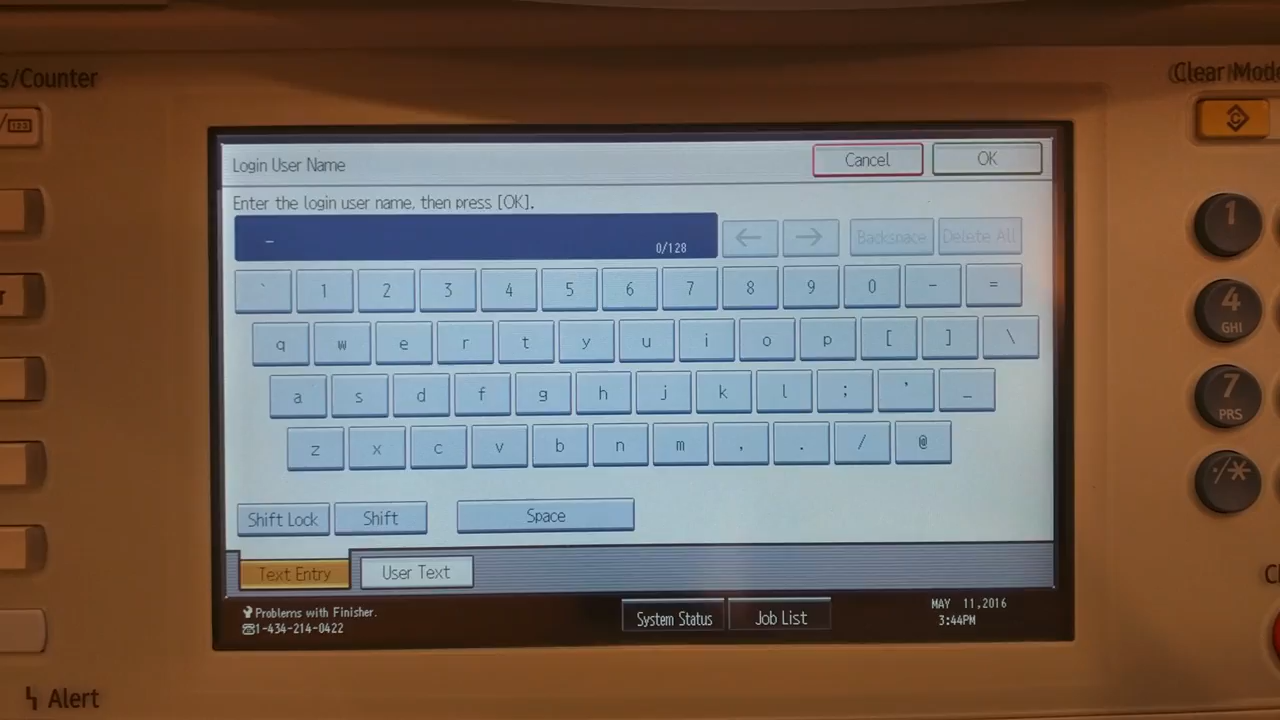 s/Counter
Clear Mod
/123
Login User Name
Cancel
OK
Enter the login user name, then press [OK].
_
0/128
← → Backspace Delete All
` 1 2 3 4 5 6 7 8 9 0 - =
q w e r t y u i o p [ ] \
a s d f g h j k l ; ' _
z x c v b n m , . / @
Shift Lock Shift Space
Text Entry User Text
Problems with Finisher.
☎1-434-214-0422
System Status
Job List
MAY 11,2016
3:44PM
Alert
r
C
1
4
GHI
7
PRS
·/✱
Cl